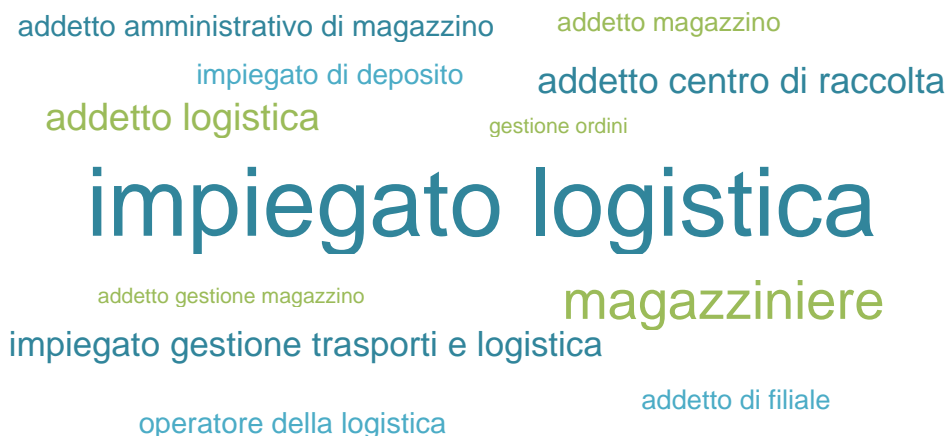 addetto amministrativo di magazzino
addetto magazzino
impiegato di deposito
addetto centro di raccolta
addetto logistica
gestione ordini
impiegato logistica
addetto gestione magazzino
magazziniere
impiegato gestione trasporti e logistica
addetto di filiale
operatore della logistica